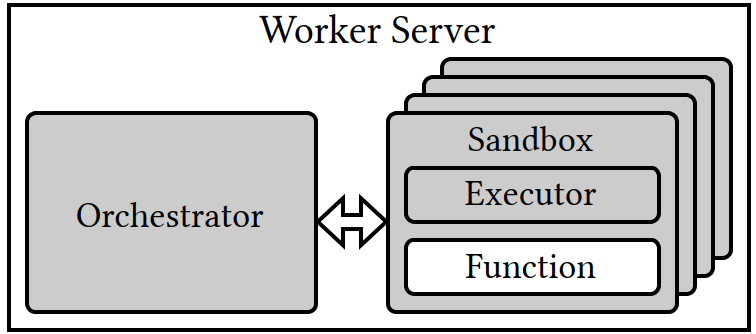 Worker Server
Orchestrator
Sandbox
Executor
Function